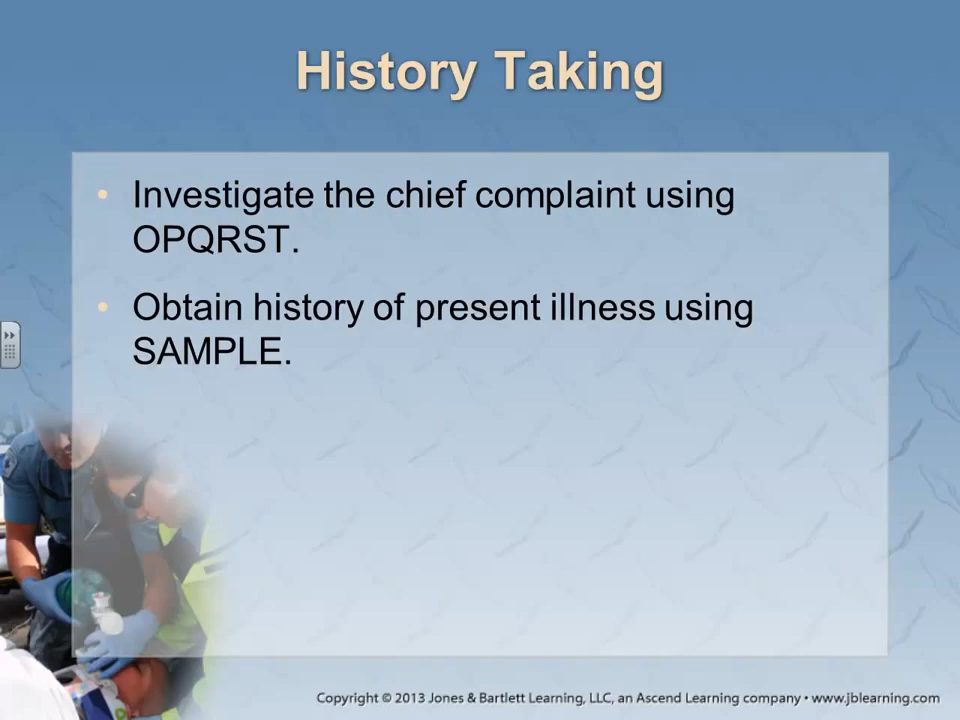 History Taking
• Investigate the chief complaint using
OPQRST.
• Obtain history of present illness using
SAMPLE.
Copyright © 2013 Jones & Bartlett Learning, LLC, an Ascend Learning company • www.jblearning.com